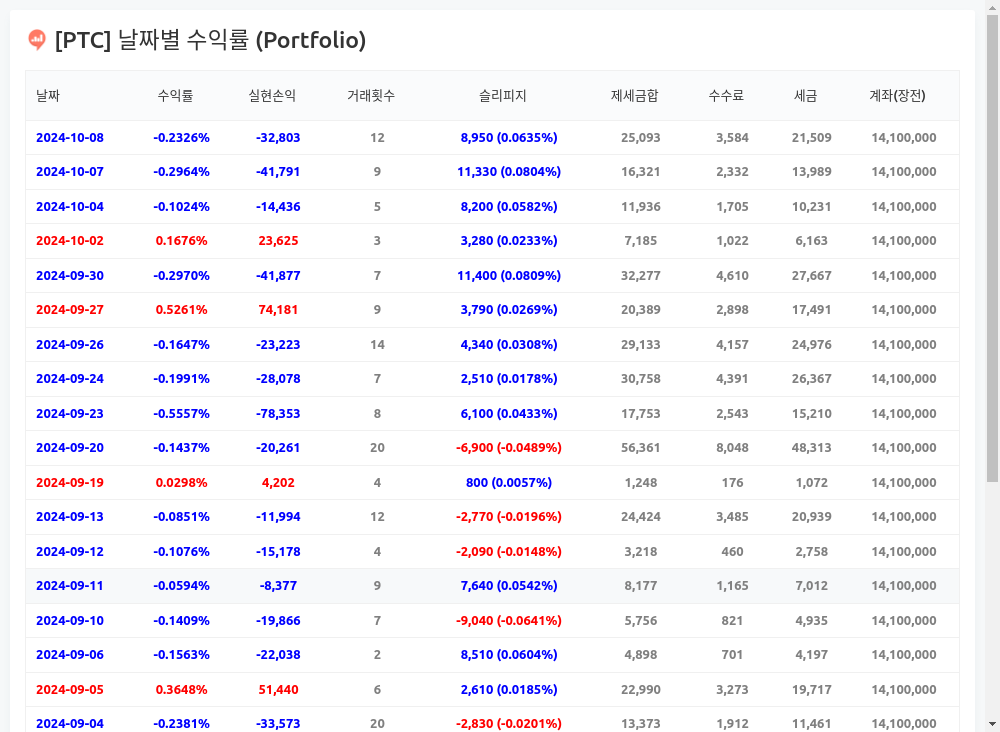 [PTC] 날짜별 수익률 (Portfolio)
날짜 수익률 실현손익 거래횟수 슬리피지 제세금합 수수료 세금 계좌(장전)
2024-10-08 -0.2326% -32,803 12 8,950 (0.0635%) 25,093 3,584 21,509 14,100,000
2024-10-07 -0.2964% -41,791 9 11,330 (0.0804%) 16,321 2,332 13,989 14,100,000
2024-10-04 -0.1024% -14,436 5 8,200 (0.0582%) 11,936 1,705 10,231 14,100,000
2024-10-02 0.1676% 23,625 3 3,280 (0.0233%) 7,185 1,022 6,163 14,100,000
2024-09-30 -0.2970% -41,877 7 11,400 (0.0809%) 32,277 4,610 27,667 14,100,000
2024-09-27 0.5261% 74,181 9 3,790 (0.0269%) 20,389 2,898 17,491 14,100,000
2024-09-26 -0.1647% -23,223 14 4,340 (0.0308%) 29,133 4,157 24,976 14,100,000
2024-09-24 -0.1991% -28,078 7 2,510 (0.0178%) 30,758 4,391 26,367 14,100,000
2024-09-23 -0.5557% -78,353 8 6,100 (0.0433%) 17,753 2,543 15,210 14,100,000
2024-09-20 -0.1437% -20,261 20 -6,900 (-0.0489%) 56,361 8,048 48,313 14,100,000
2024-09-19 0.0298% 4,202 4 800 (0.0057%) 1,248 176 1,072 14,100,000
2024-09-13 -0.0851% -11,994 12 -2,770 (-0.0196%) 24,424 3,485 20,939 14,100,000
2024-09-12 -0.1076% -15,178 4 -2,090 (-0.0148%) 3,218 460 2,758 14,100,000
2024-09-11 -0.0594% -8,377 9 7,640 (0.0542%) 8,177 1,165 7,012 14,100,000
2024-09-10 -0.1409% -19,866 7 -9,040 (-0.0641%) 5,756 821 4,935 14,100,000
2024-09-06 -0.1563% -22,038 2 8,510 (0.0604%) 4,898 701 4,197 14,100,000
2024-09-05 0.3648% 51,440 6 2,610 (0.0185%) 22,990 3,273 19,717 14,100,000
2024-09-04 -0.2381% -33,573 20 -2,830 (-0.0201%) 13,373 1,912 11,461 14,100,000